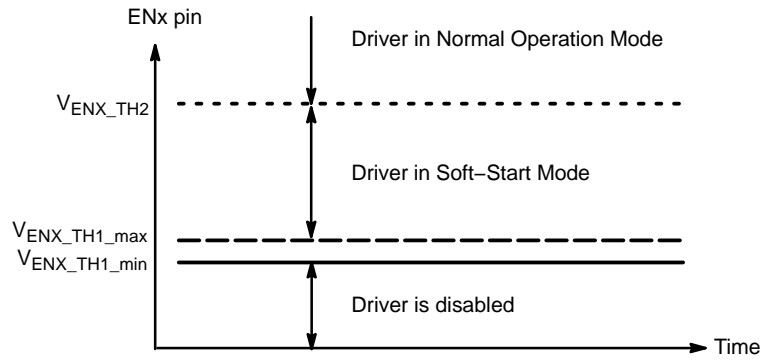 ENx pin
Driver in Normal Operation Mode
VENX_TH2
Driver in Soft−Start Mode
VENX_TH1_max
VENX_TH1_min
Driver is disabled
Time